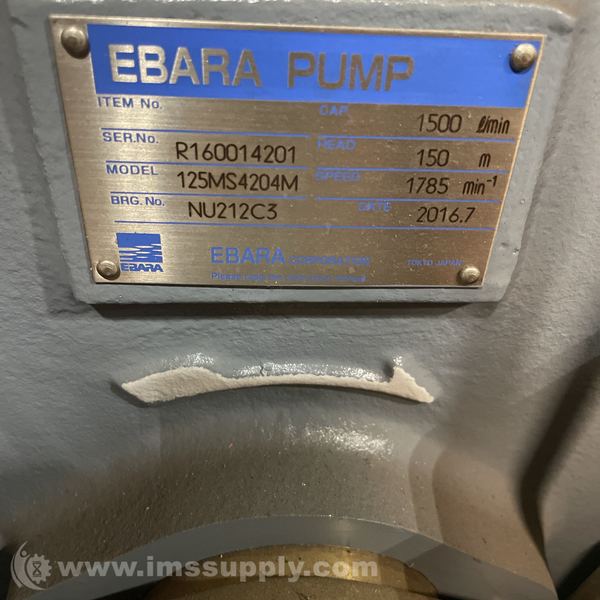 EBARA PUMP
ITEM No. CAP. 1500 ℓ/min
SER.No. R160014201 HEAD 150 m
MODEL 125MS4204M SPEED 1785 min⁻¹
BRG. No. NU212C3 DATE 2016.7
EBARA
EBARA CORPORATION TOKYO JAPAN
www.imssupply.com